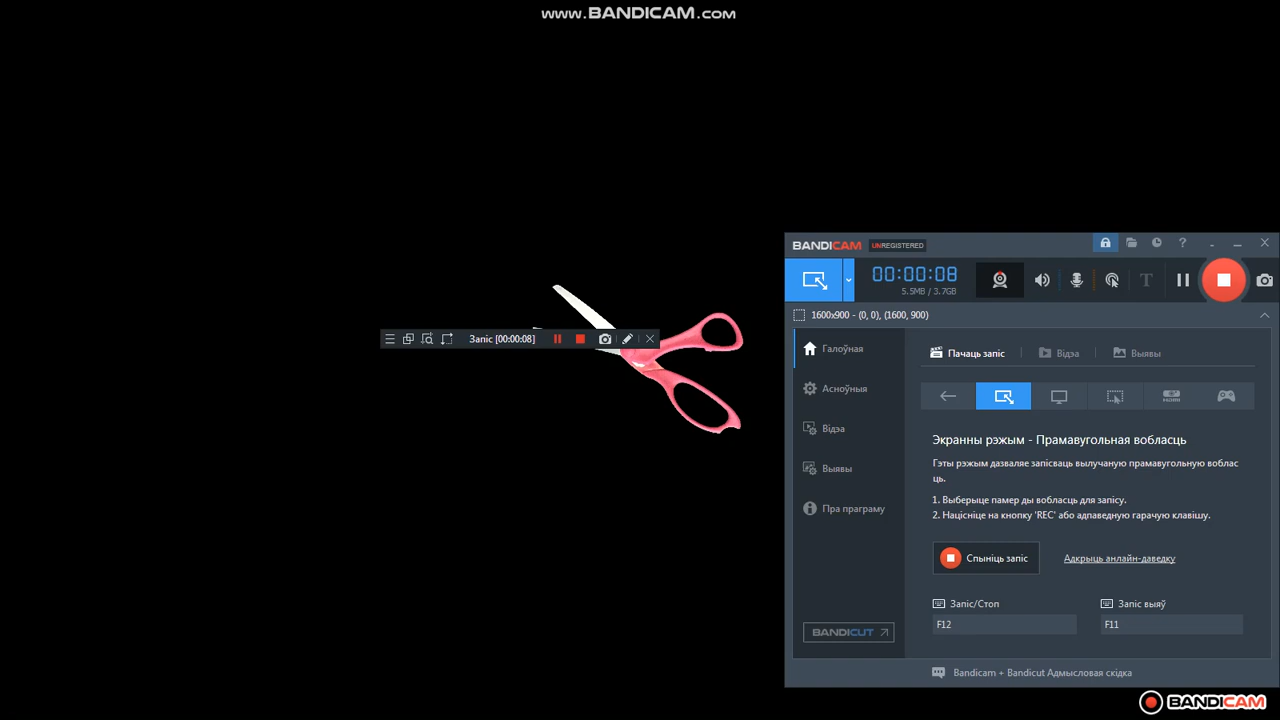 www.BANDICAM.com
BANDICAM UNREGISTERED
00:00:08
5.5MB / 3.7GB
1600x900 - (0, 0), (1600, 900)
Запіс [00:00:08]
Галоўная
Асноўныя
Відэа
Выявы
Пра праграму
BANDICUT
Пачаць запіс
Відэа
Выявы
HDMI
Экранны рэжым - Прамавугольная вобласць
Гэты рэжым дазваляе запісваць вылучаную прамавугольную воблас
ць.
1. Выберыце памер ды вобласць для запісу.
2. Націсніце на кнопку 'REC' або адпаведную гарачую клавішу.
Спыніць запіс
Адкрыць анлайн-даведку
Запіс/Стоп
Запіс выяў
F12
F11
Bandicam + Bandicut Адмысловая скідка
BANDICAM